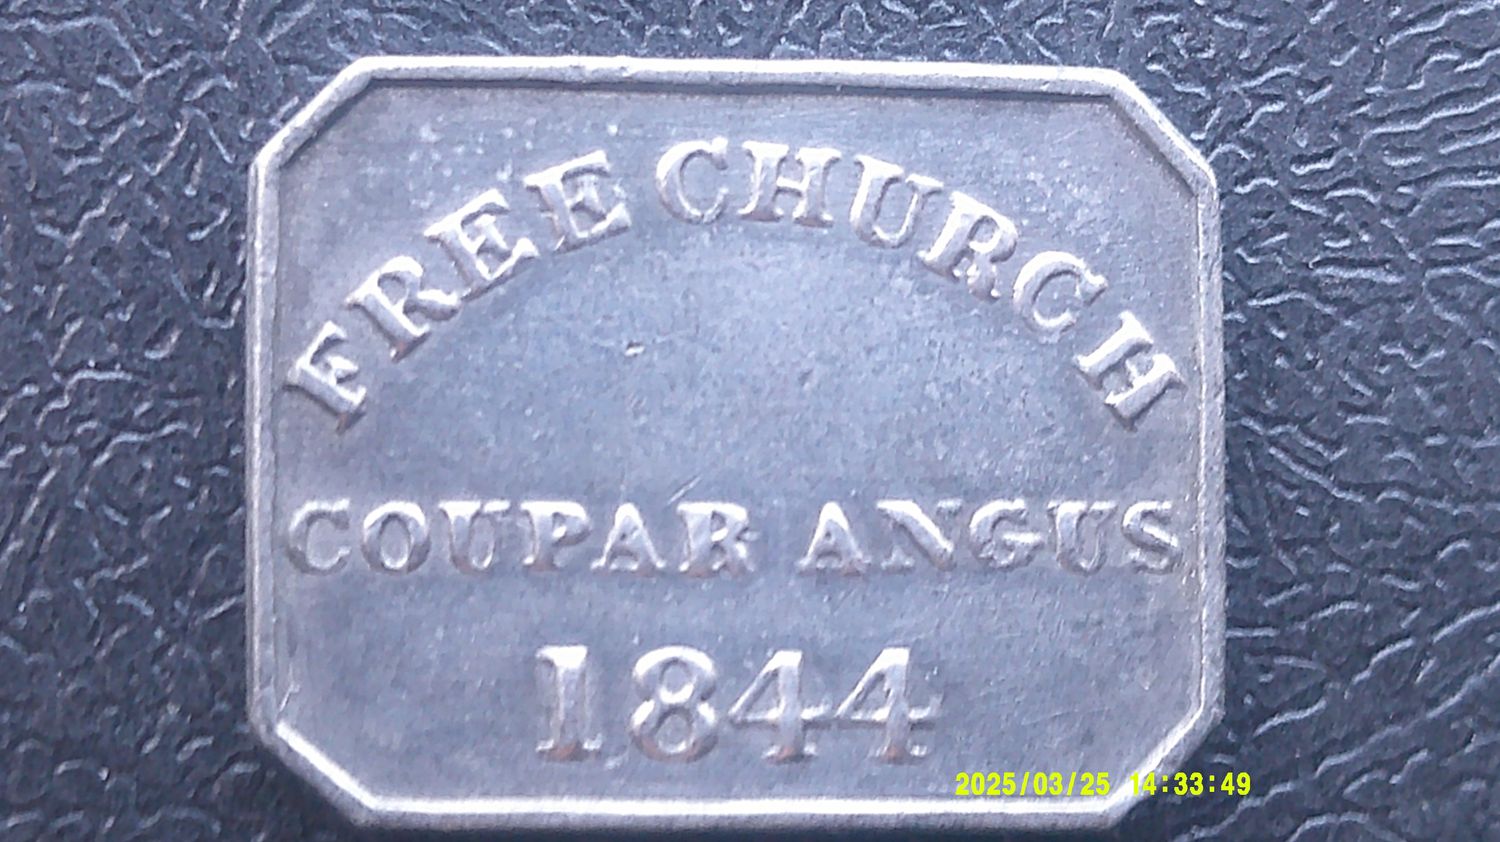 FREE CHURCH
COUPAR ANGUS
1844
2025/03/25 14:33:49